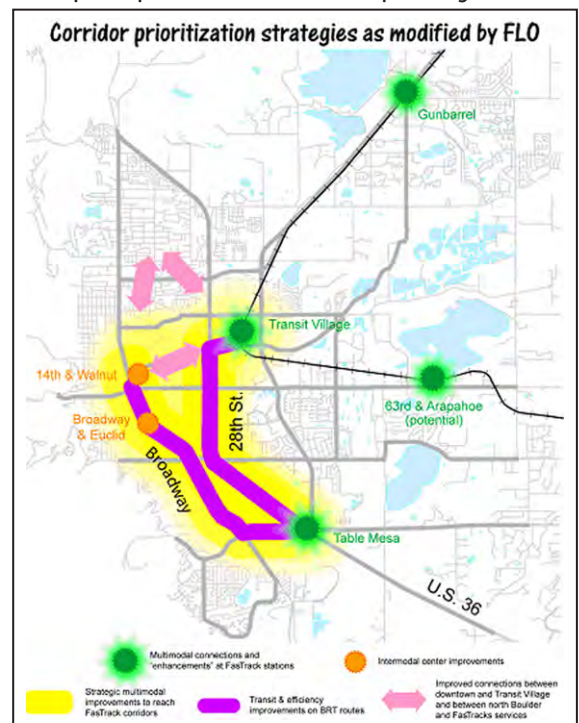 Corridor prioritization strategies as modified by FLO
Gunbarrel
Transit Village
14th & Walnut
63rd & Arapahoe
(potential)
Broadway
& Euclid
28th St.
Broadway
Table Mesa
U.S. 36
Multimodal connections and
"enhancements" at FasTrack stations
Intermodal center improvements
Strategic multimodal
improvements to reach
FasTrack corridors
Transit & efficiency
improvements on BRT routes
Improved connections between
downtown and Transit Village
and between north Boulder
and FasTracks services